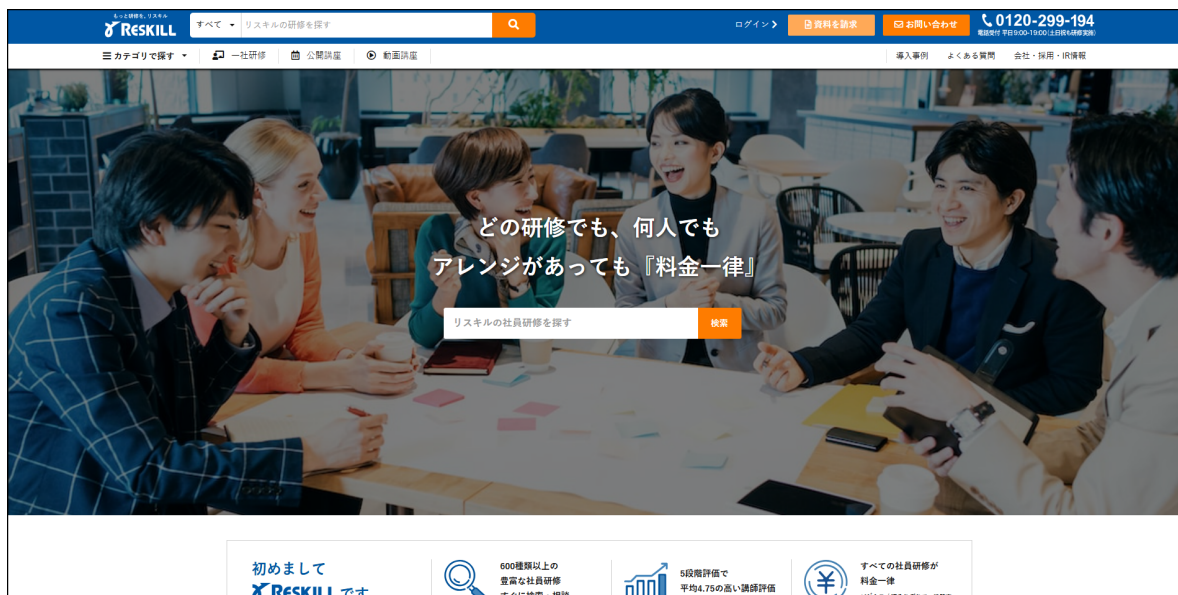 もっと研修を。リスキル
RESKILL
すべて
リスキルの研修を探す
ログイン
資料を請求
お問い合わせ
0120-299-194
電話受付 平日9:00-19:00(土日祝も研修実施)
カテゴリで探す
一社研修
公開講座
動画講座
導入事例
よくある質問
会社・採用・IR情報
どの研修でも、何人でも
アレンジがあっても『料金一律』
リスキルの社員研修を探す
検索
初めまして
RESKILL です
600種類以上の
豊富な社員研修
すぐに検索・相談
5段階評価で
平均4.75の高い講師評価
すべての社員研修が
料金一律